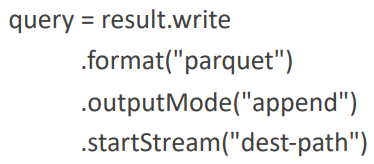 query = result.write
.format("parquet")
.outputMode("append")
.startStream("dest-path")